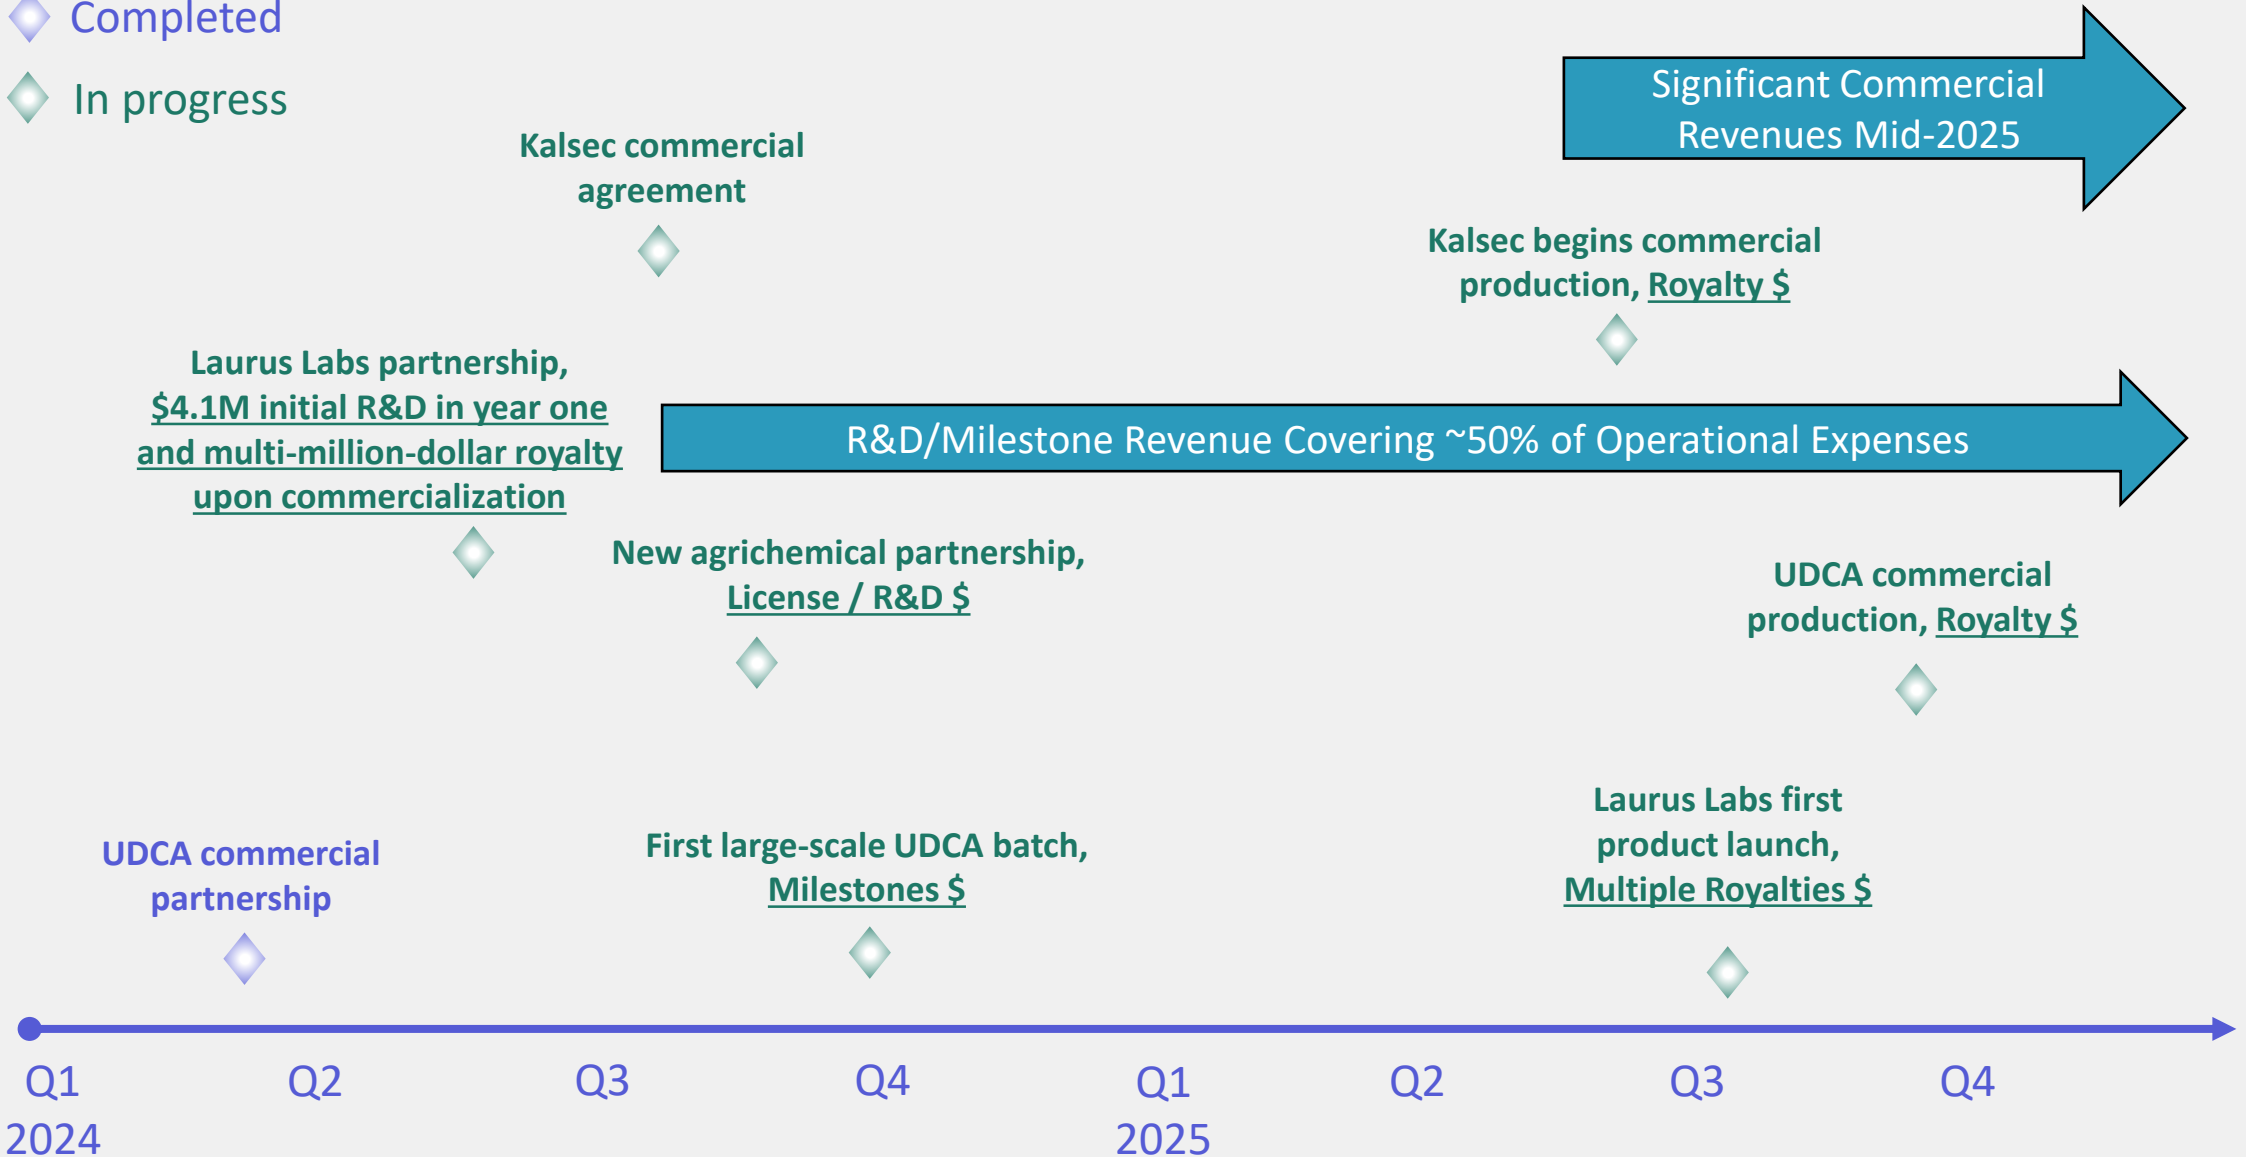 Completed
In progress
Significant Commercial
Revenues Mid-2025
Kalsec commercial
agreement
Kalsec begins commercial
production, Royalty $
Laurus Labs partnership,
$4.1M initial R&D in year one
and multi-million-dollar royalty
upon commercialization
R&D/Milestone Revenue Covering ~50% of Operational Expenses
New agrichemical partnership,
License / R&D $
UDCA commercial
production, Royalty $
UDCA commercial
partnership
First large-scale UDCA batch,
Milestones $
Laurus Labs first
product launch,
Multiple Royalties $
Q1 Q2 Q3 Q4 Q1 Q2 Q3 Q4
2024 2025